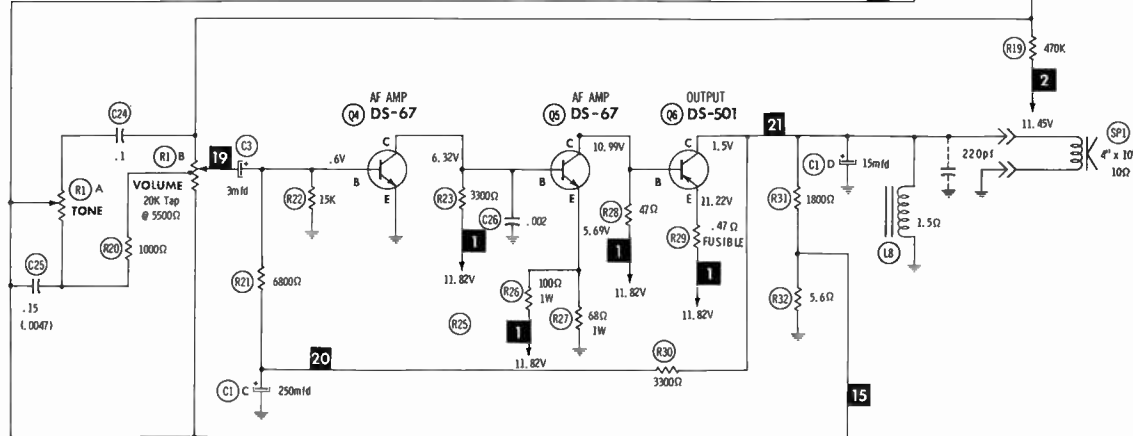 R19 470K
2
11.45V
AF AMP
Q4 DS-67
AF AMP
Q5 DS-67
OUTPUT
Q6 DS-501
C24
.1
R1 B
19
C3
3mfd
VOLUME
20K Tap
@ 5500Ω
R1 A
TONE
R20 1000Ω
C25
.15
(.0047)
R22 15K
.6V
B
C
E
6.32V
R23 3300Ω
1
11.82V
C26 .002
B
C
E
10.99V
5.69V
R28 47Ω
1
11.82V
B
C
E
1.5V
11.22V
.47Ω
R29 FUSIBLE
1
11.82V
21
C1 D 15mfd
220pf
SP1
4" x 10
10Ω
R31 1800Ω
L8
1.5Ω
R32 5.6Ω
R21 6800Ω
R25
R26 100Ω
1W
1
11.82V
R27 68Ω
1W
20
R30
3300Ω
C1 C 250mfd
15